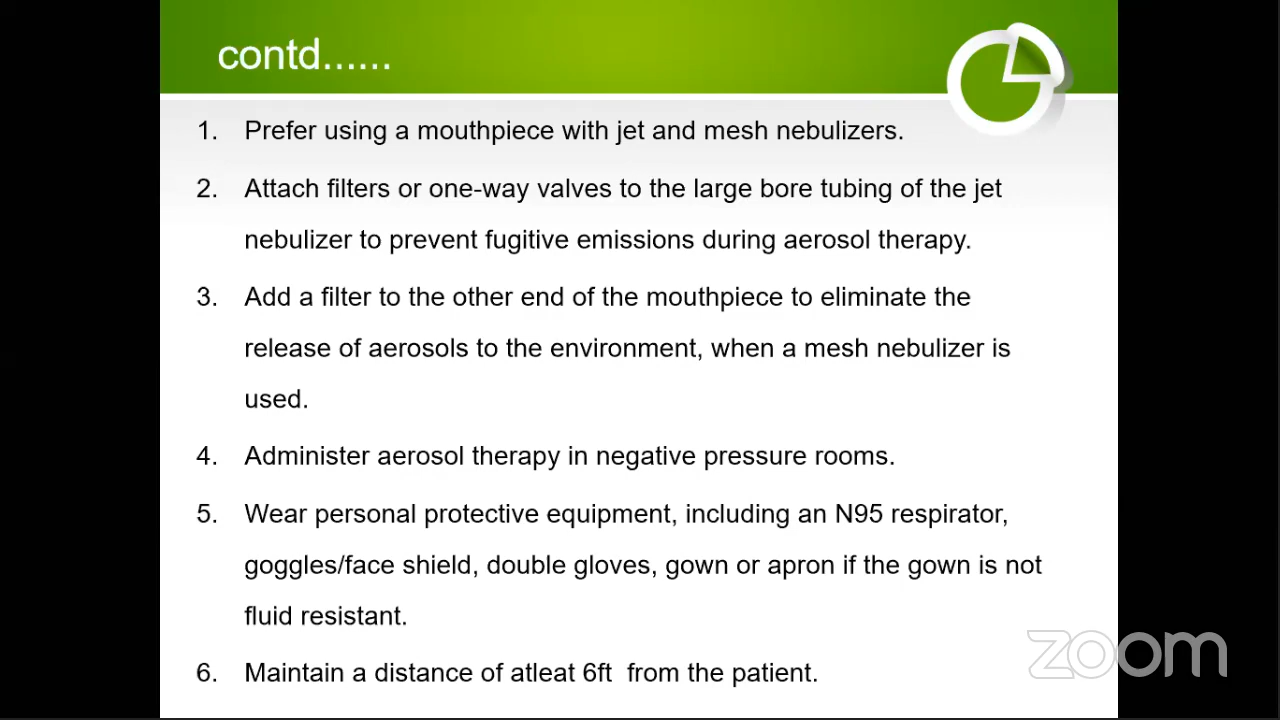 contd......
1. Prefer using a mouthpiece with jet and mesh nebulizers.
2. Attach filters or one-way valves to the large bore tubing of the jet
nebulizer to prevent fugitive emissions during aerosol therapy.
3. Add a filter to the other end of the mouthpiece to eliminate the
release of aerosols to the environment, when a mesh nebulizer is
used.
4. Administer aerosol therapy in negative pressure rooms.
5. Wear personal protective equipment, including an N95 respirator,
goggles/face shield, double gloves, gown or apron if the gown is not
fluid resistant.
6. Maintain a distance of atleat 6ft  from the patient.
zoom